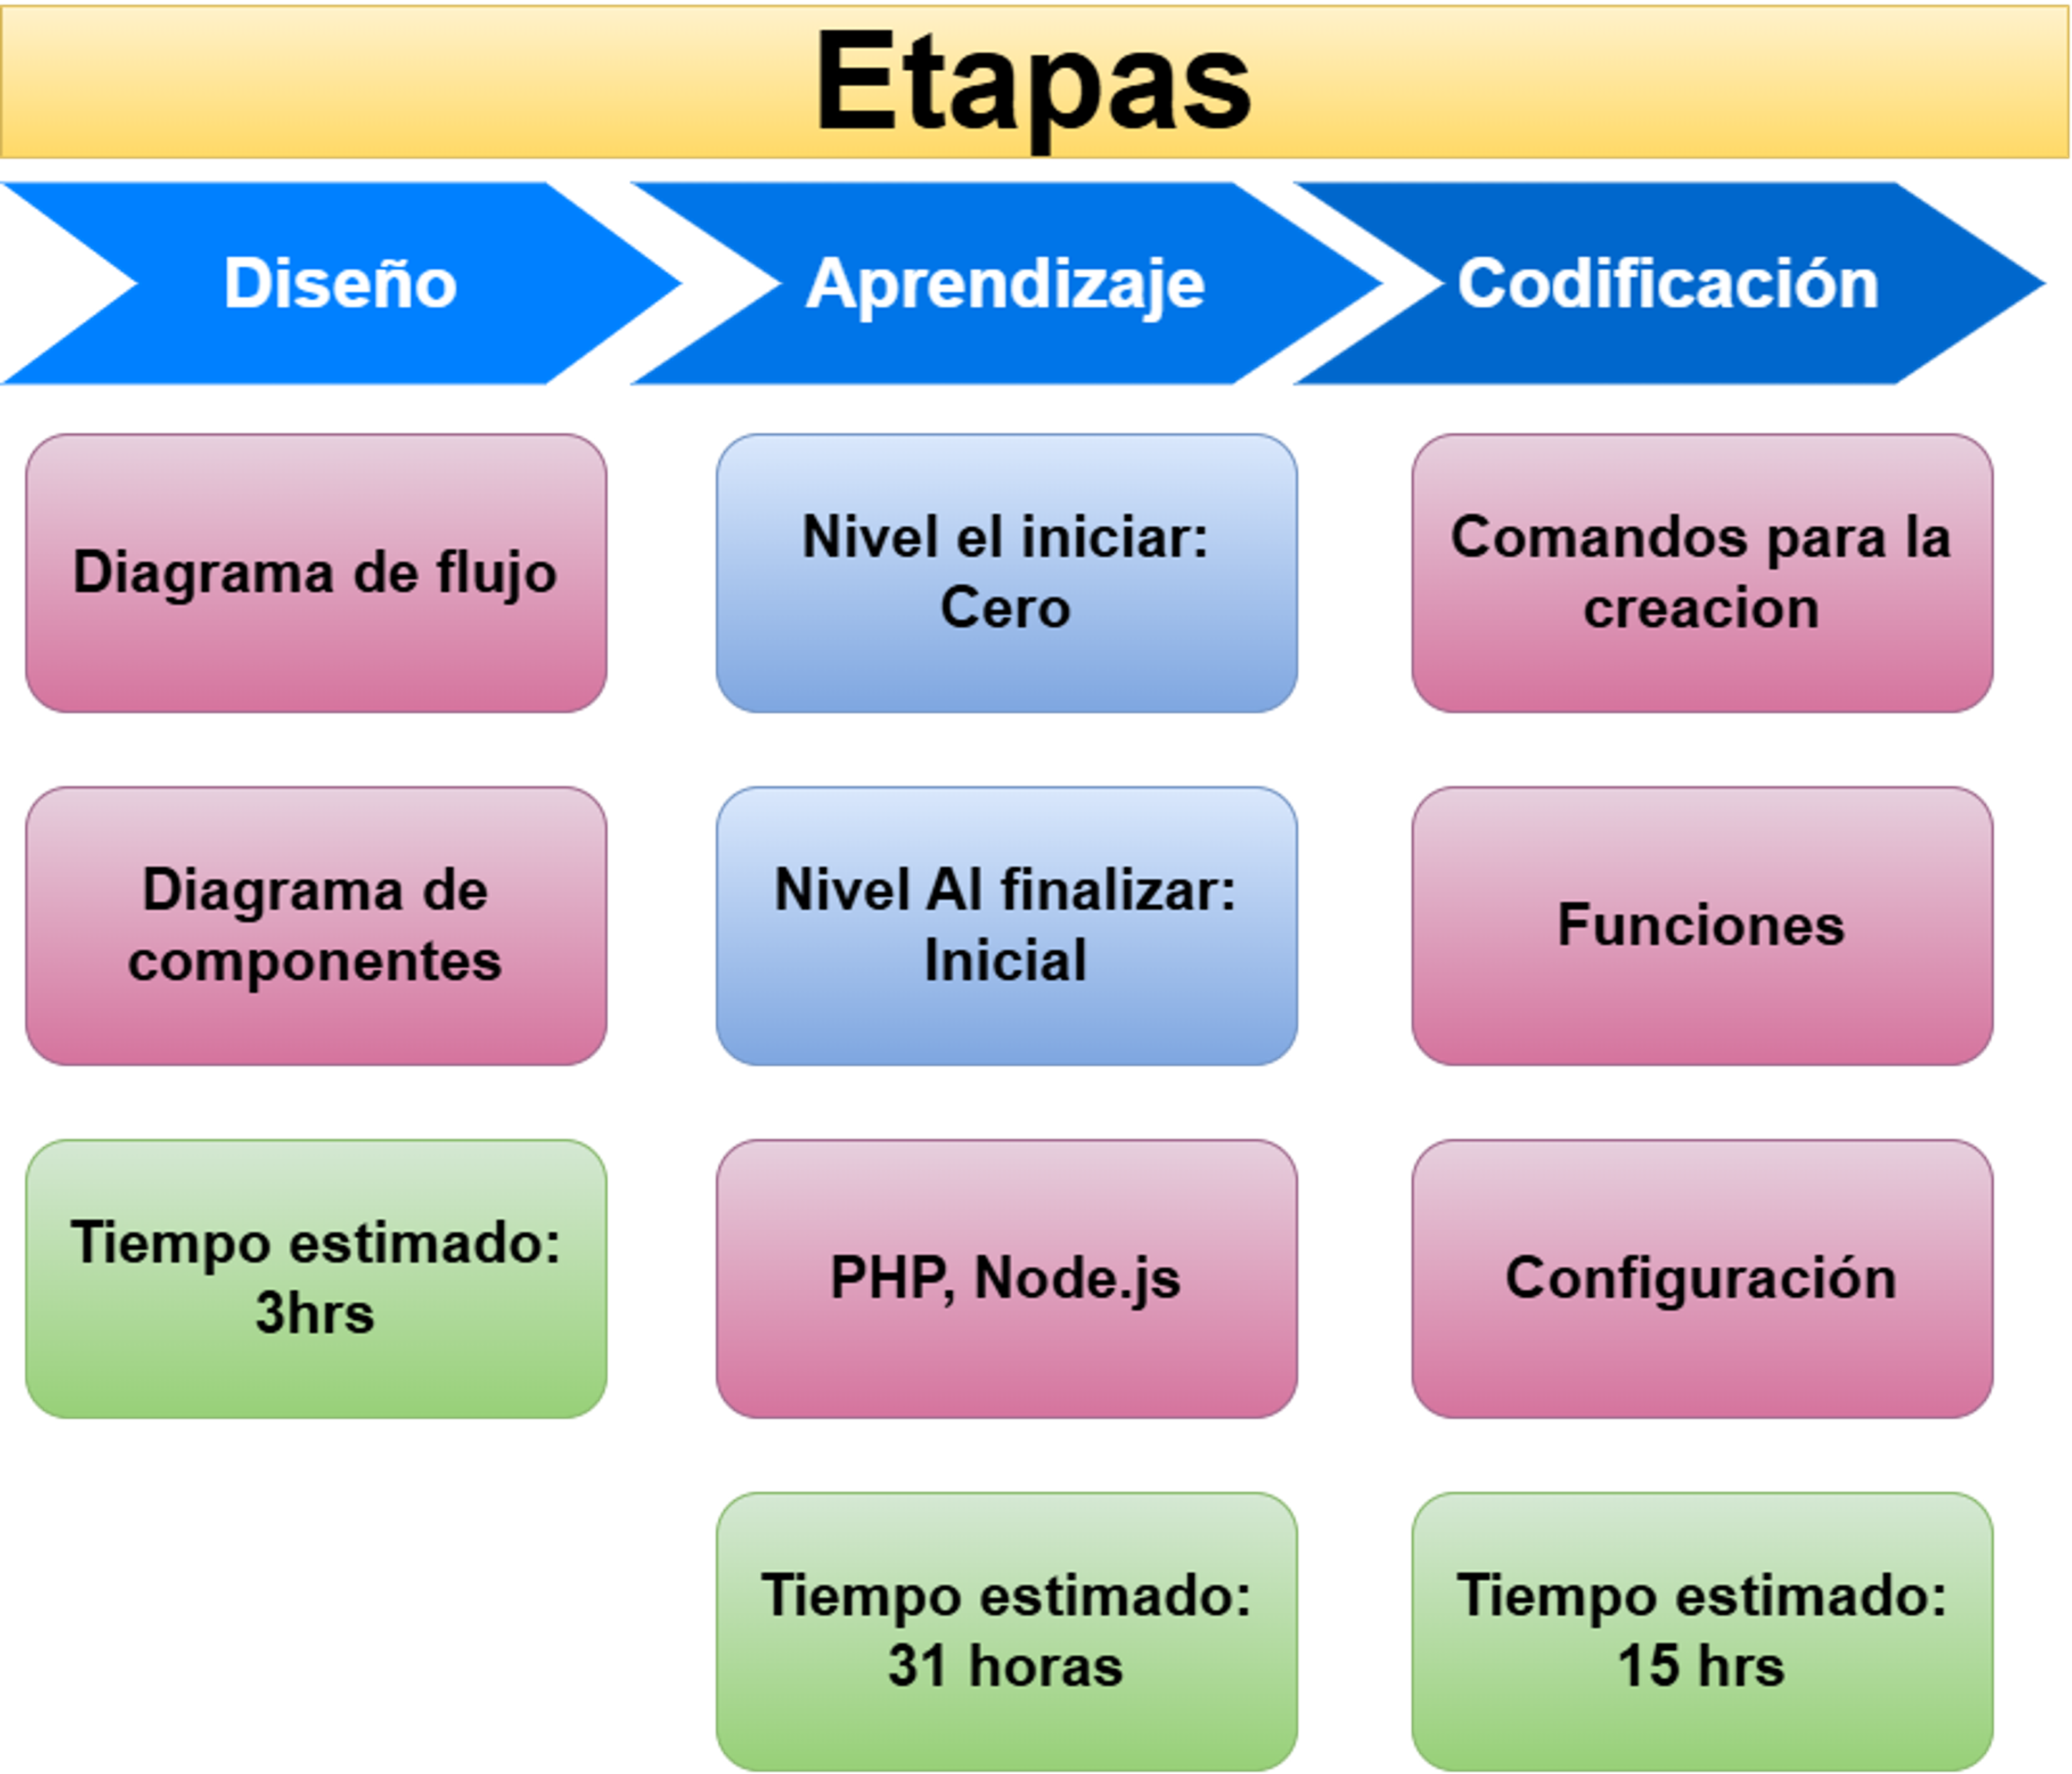 Etapas
Diseño
Aprendizaje
Codificación
Diagrama de flujo
Nivel el iniciar:
Cero
Comandos para la
creacion
Diagrama de
componentes
Nivel Al finalizar:
Inicial
Funciones
Tiempo estimado:
3hrs
PHP, Node.js
Configuración
Tiempo estimado:
31 horas
Tiempo estimado:
15 hrs